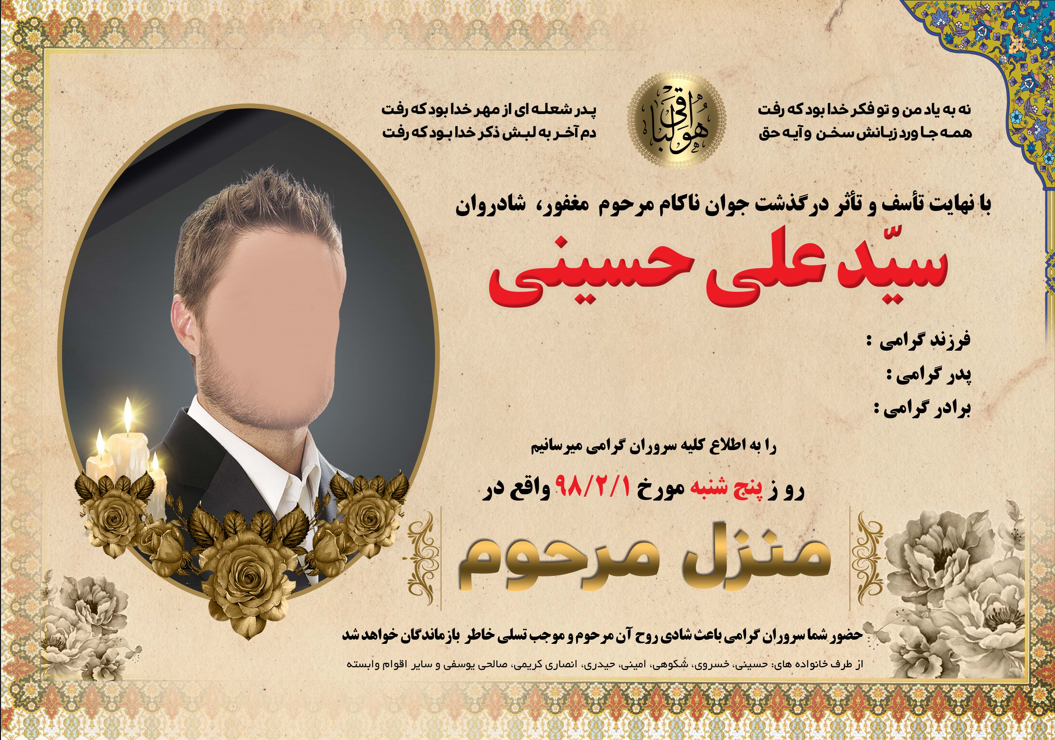 هوالباقی
نه به یاد من و تو فکر خدا بود که رفت
پدر شعله ای از مهر خدا بود که رفت
همه جا ورد زبانش سخن و آیه حق
دم آخر به لبش ذکر خدا بود که رفت
با نهایت تأسف و تأثر درگذشت جوان ناکام مرحوم مغفور، شادروان
سیّد علی حسینی
فرزند گرامی :
پدر گرامی :
برادر گرامی :
را به اطلاع کلیه سروران گرامی میرسانیم
رو ز پنج شنبه مورخ ۹۸/۲/۱ واقع در
منزل مرحوم
حضور شما سروران گرامی باعث شادی روح آن مرحوم و موجب تسلی خاطر بازماندگان خواهد شد
از طرف خانواده های: حسینی، خسروی، شکوهی، امینی، حیدری، انصاری کریمی، صالحی یوسفی و سایر اقوام وابسته